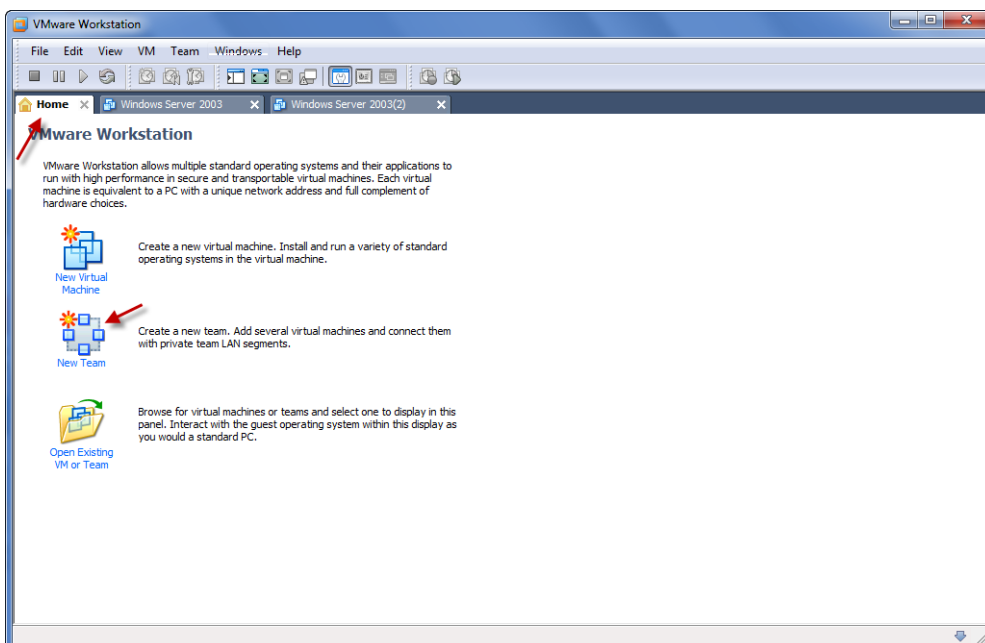 VMware Workstation
File Edit View VM Team Windows Help
Home Windows Server 2003 Windows Server 2003(2)
VMware Workstation
VMware Workstation allows multiple standard operating systems and their applications to
run with high performance in secure and transportable virtual machines. Each virtual
machine is equivalent to a PC with a unique network address and full complement of
hardware choices.
Create a new virtual machine. Install and run a variety of standard
operating systems in the virtual machine.
New Virtual
Machine
Create a new team. Add several virtual machines and connect them
with private team LAN segments.
New Team
Browse for virtual machines or teams and select one to display in this
panel. Interact with the guest operating system within this display as
you would a standard PC.
Open Existing
VM or Team